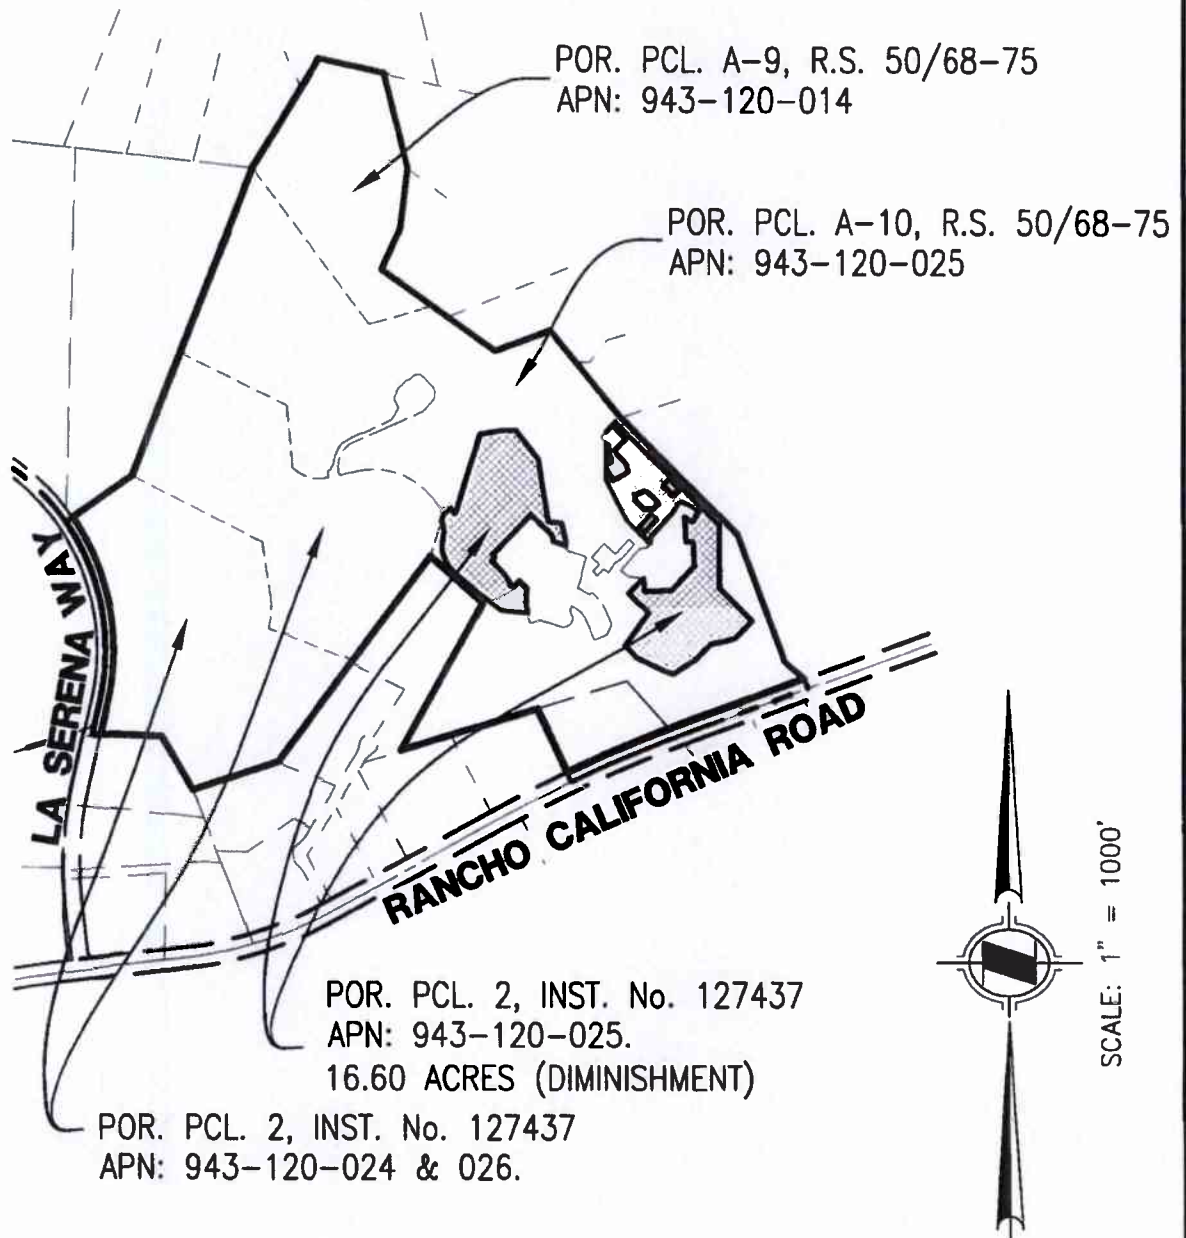 POR. PCL. A-9, R.S. 50/68-75
APN: 943-120-014
POR. PCL. A-10, R.S. 50/68-75
APN: 943-120-025
LA SERENA WAY
RANCHO CALIFORNIA ROAD
SCALE: 1" = 1000'
POR. PCL. 2, INST. No. 127437
APN: 943-120-025.
16.60 ACRES (DIMINISHMENT)
POR. PCL. 2, INST. No. 127437
APN: 943-120-024 & 026.